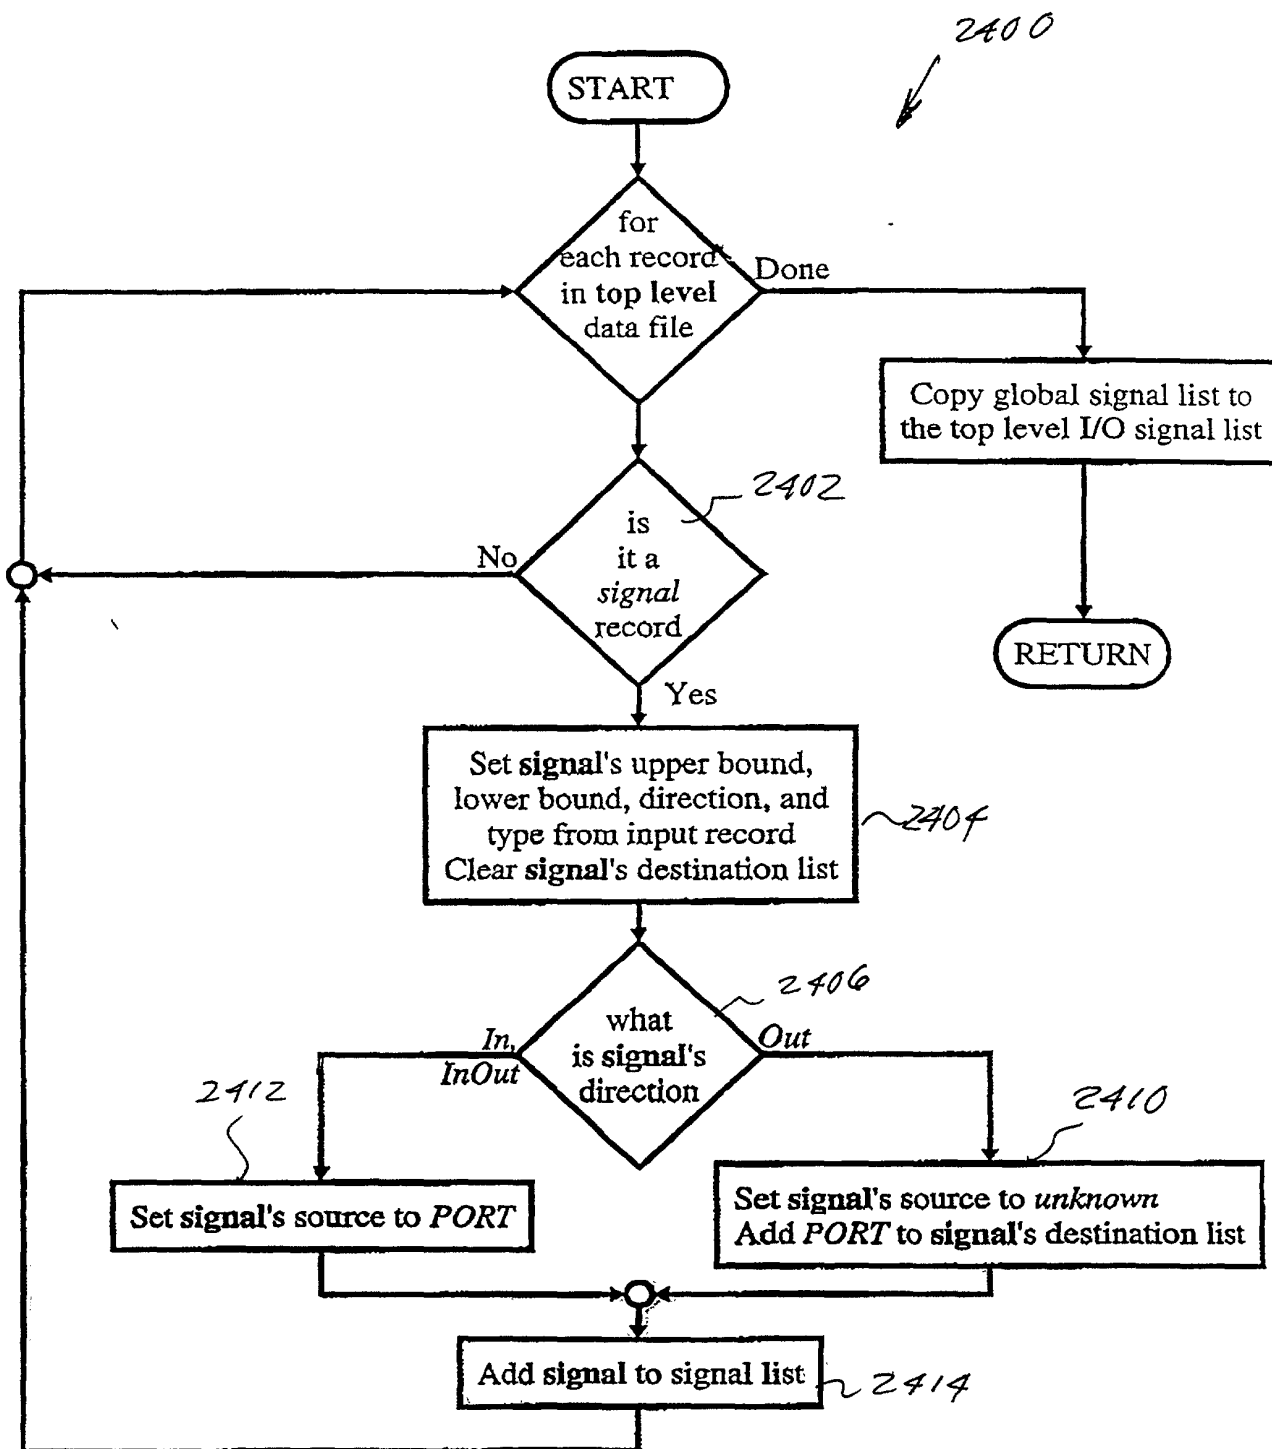 2400
START
for
each record
in top level
data file
Done
Copy global signal list to
the top level I/O signal list
2402
is
it a
signal
record
No
RETURN
Yes
Set signal's upper bound,
lower bound, direction, and
type from input record
Clear signal's destination list
2404
2406
what
is signal's
direction
In,
InOut
Out
2412
2410
Set signal's source to PORT
Set signal's source to unknown
Add PORT to signal's destination list
Add signal to signal list
2414